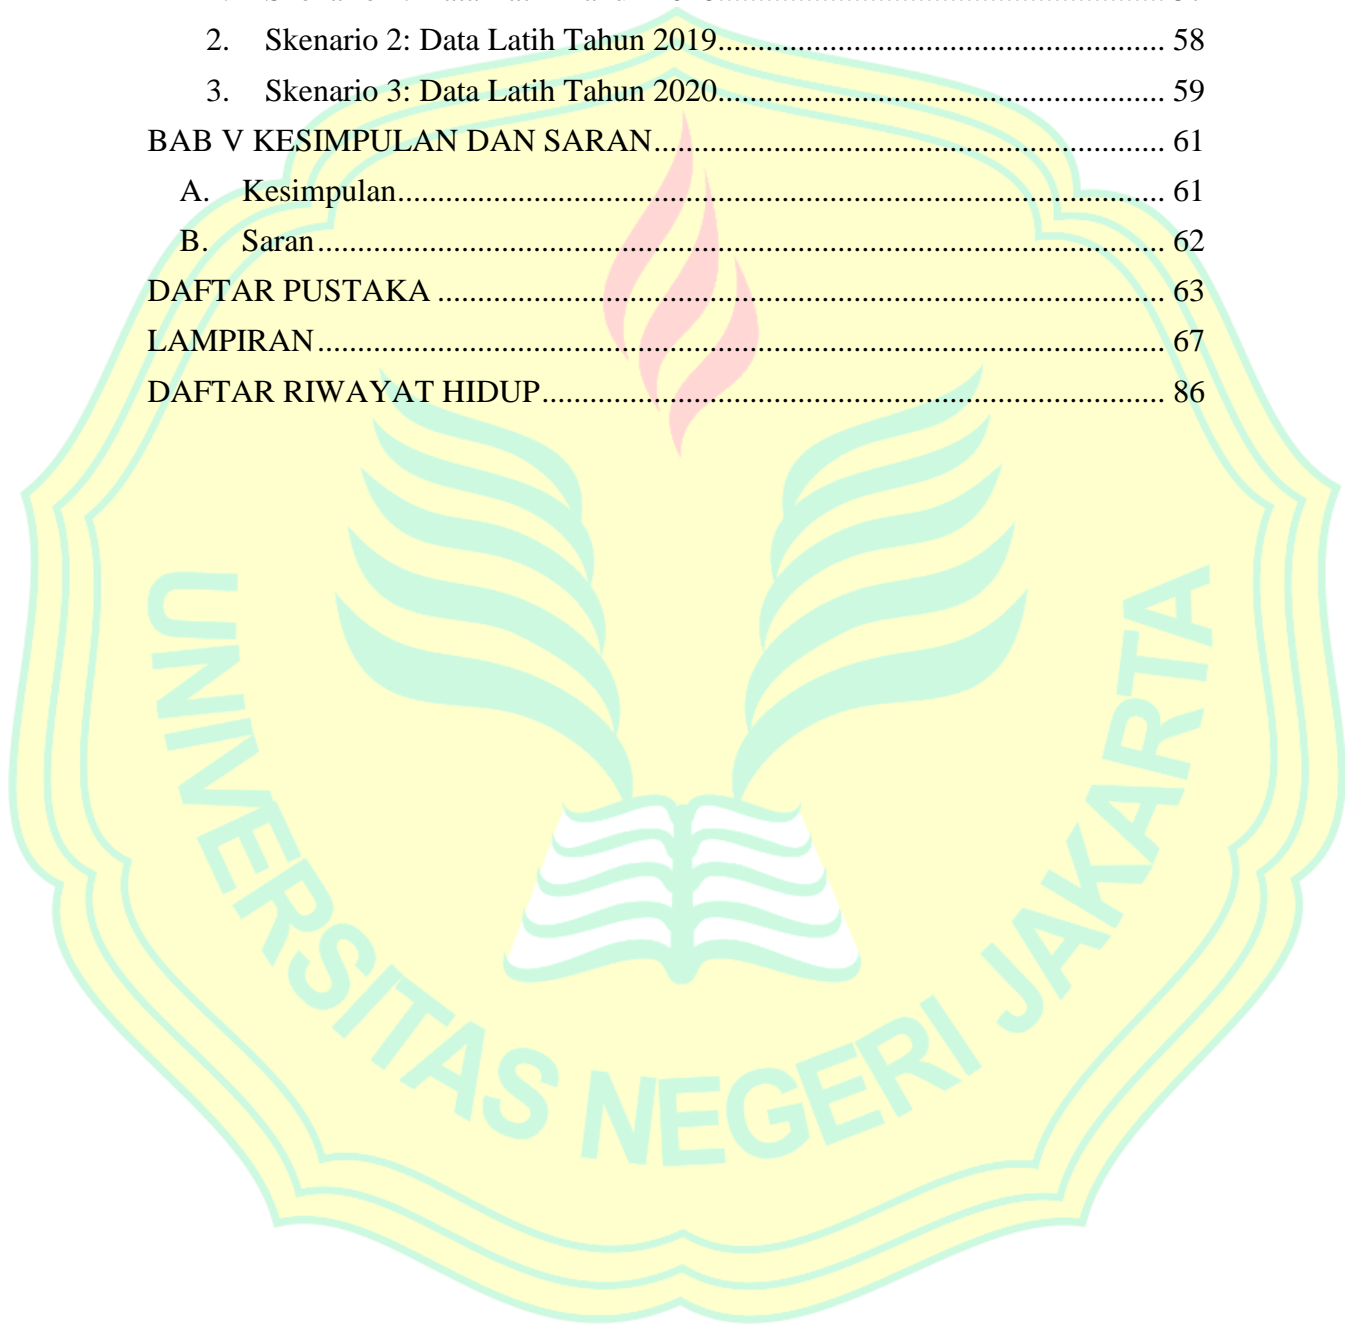 2. Skenario 2: Data Latih Tahun 2019........................................................ 58
3. Skenario 3: Data Latih Tahun 2020........................................................ 59
BAB V KESIMPULAN DAN SARAN................................................................ 61
A. Kesimpulan................................................................................................ 61
B. Saran.......................................................................................................... 62
DAFTAR PUSTAKA ........................................................................................... 63
LAMPIRAN.......................................................................................................... 67
DAFTAR RIWAYAT HIDUP.............................................................................. 86
UNIVERSITAS NEGERI JAKARTA